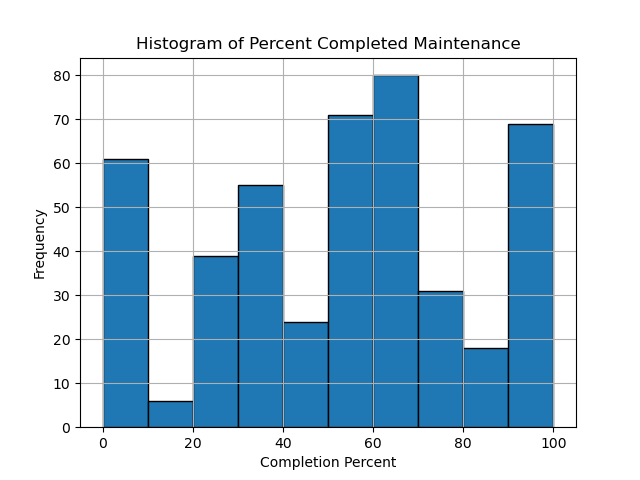 Histogram of Percent Completed Maintenance
80
70
60
50
40
30
20
10
0
Frequency
0 20 40 60 80 100
Completion Percent